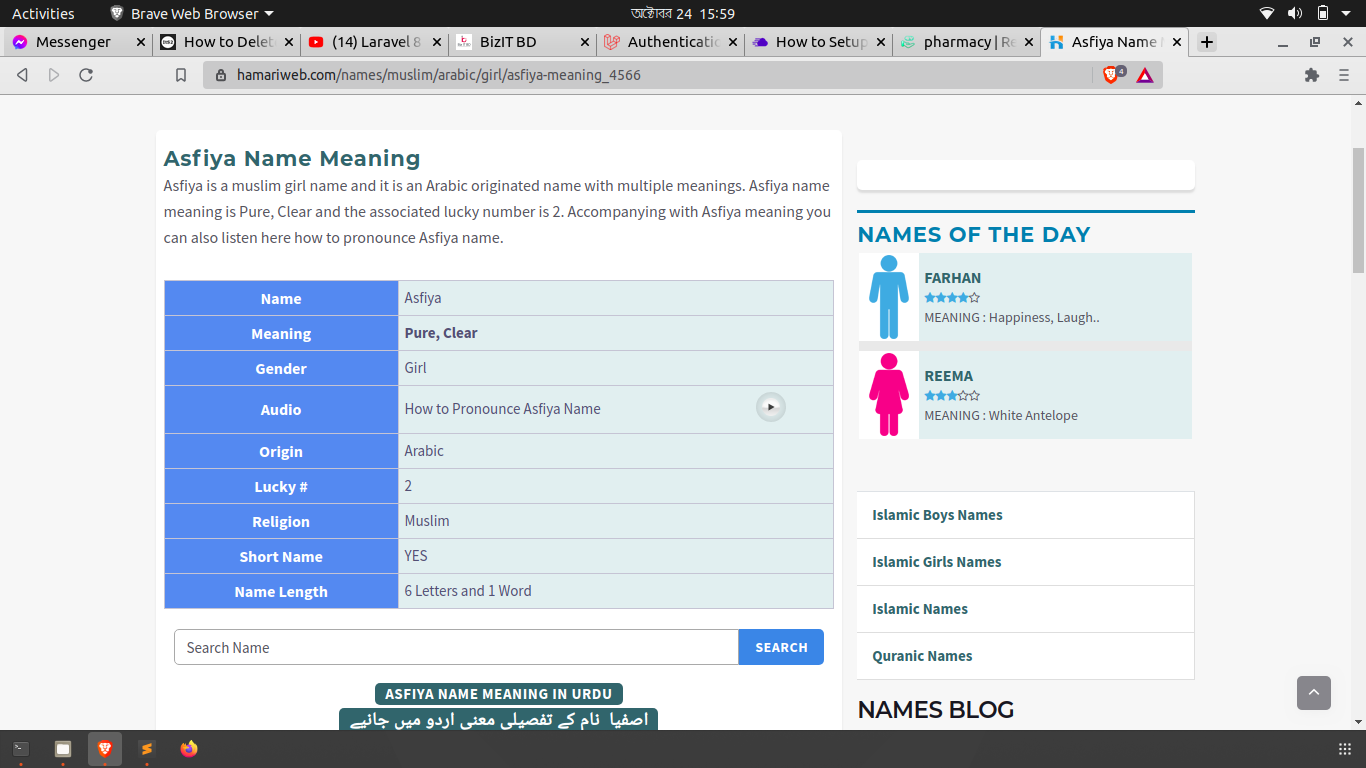 Activities
Brave Web Browser
অক্টোবর 24 15:59
Messenger
How to Delet
(14) Laravel 8
BizIT BD
Authenticatio
How to Setup
pharmacy | Re
Asfiya Name M
hamariweb.com/names/muslim/arabic/girl/asfiya-meaning_4566
4
Asfiya Name Meaning
Asfiya is a muslim girl name and it is an Arabic originated name with multiple meanings. Asfiya name
meaning is Pure, Clear and the associated lucky number is 2. Accompanying with Asfiya meaning you
can also listen here how to pronounce Asfiya name.
Name Asfiya
Meaning Pure, Clear
Gender Girl
Audio How to Pronounce Asfiya Name
Origin Arabic
Lucky # 2
Religion Muslim
Short Name YES
Name Length 6 Letters and 1 Word
Search Name SEARCH
ASFIYA NAME MEANING IN URDU
اصفیا نام کے تفصیلی معنی اردو میں جانیے
NAMES OF THE DAY
FARHAN
MEANING : Happiness, Laugh..
REEMA
MEANING : White Antelope
Islamic Boys Names
Islamic Girls Names
Islamic Names
Quranic Names
NAMES BLOG